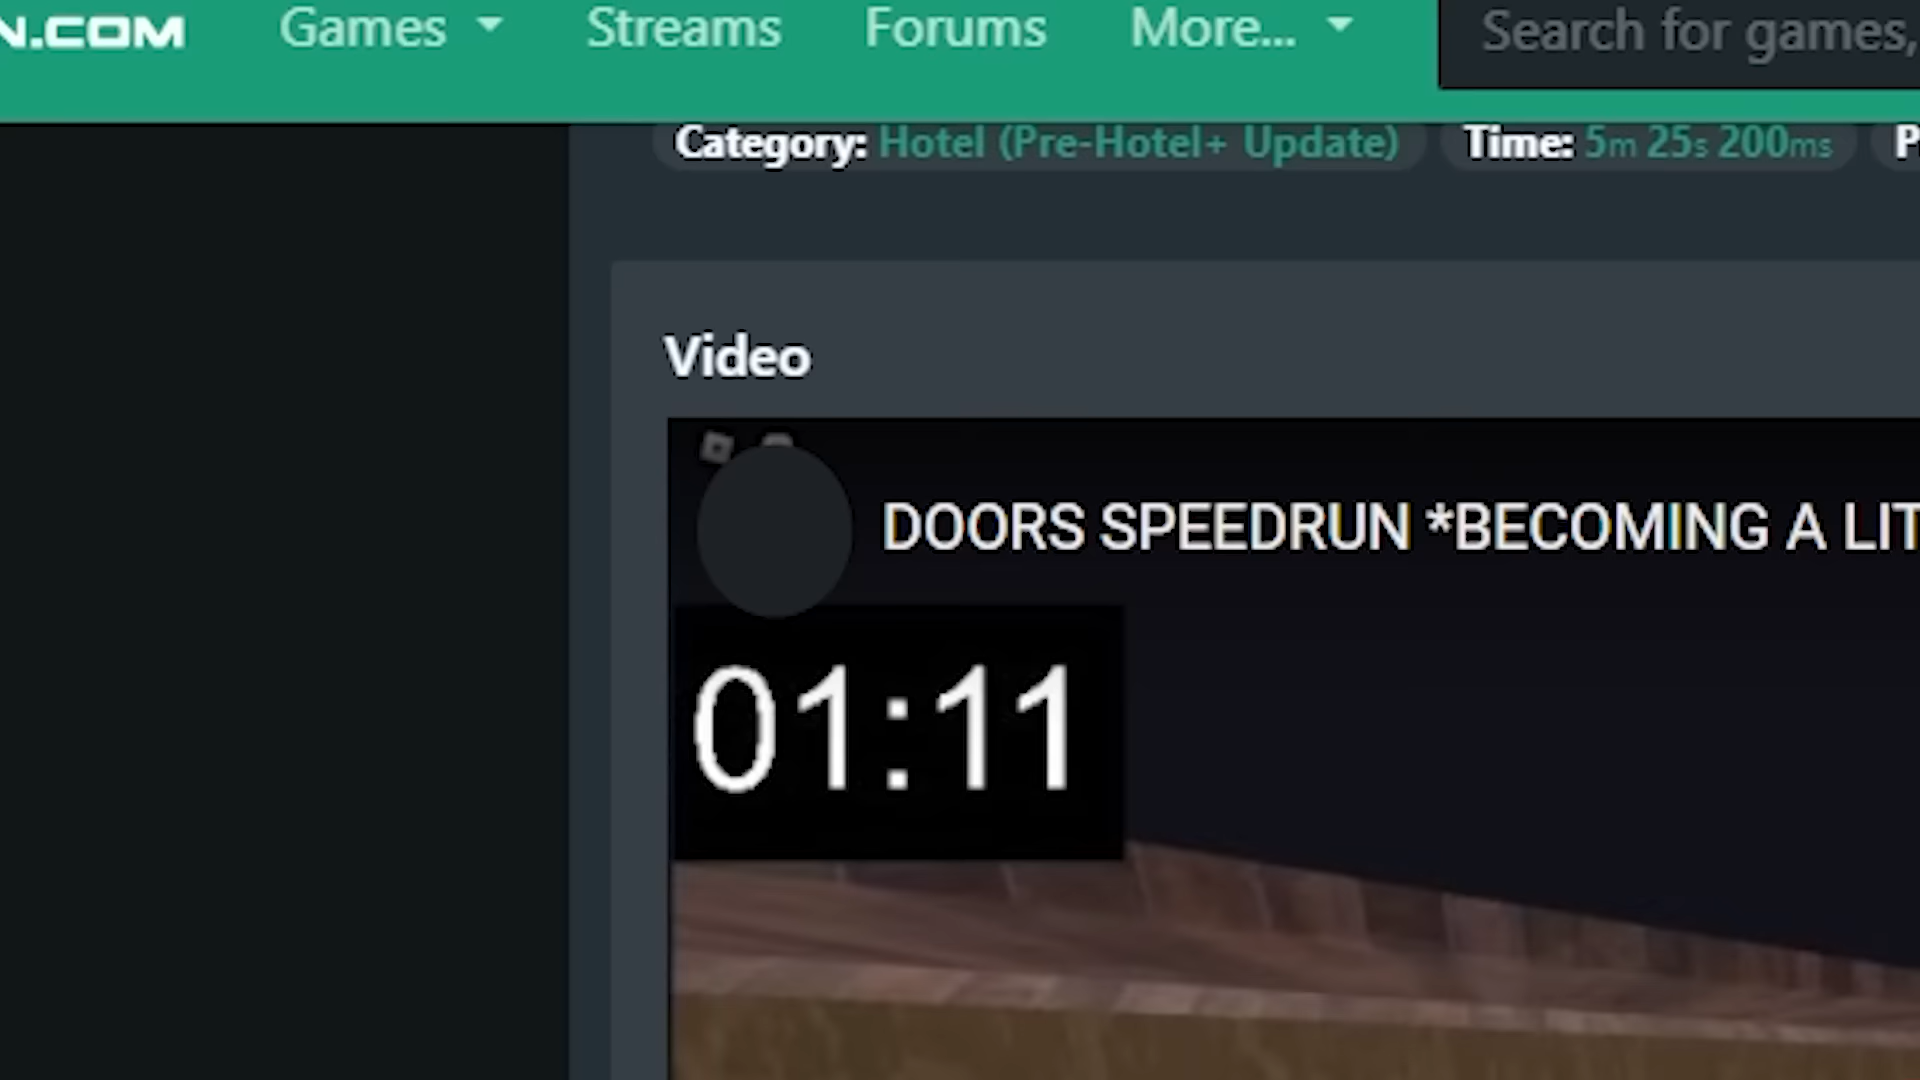 N.COM Games Streams Forums More... Search for games,
Category: Hotel (Pre-Hotel+ Update) Time: 5m 25s 200ms P
Video
DOORS SPEEDRUN *BECOMING A LIT
01:11